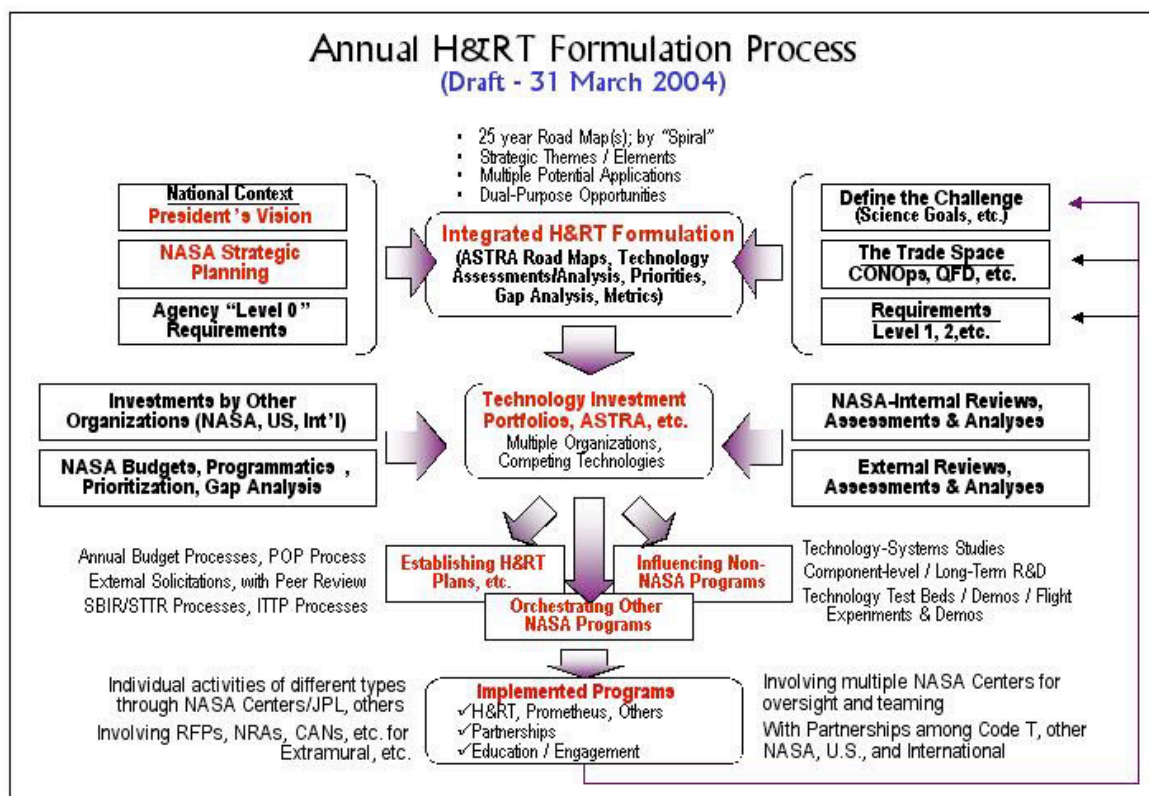 Annual H&RT Formulation Process
(Draft - 31 March 2004)
• 25 year Road Map(s); by “Spiral”
• Strategic Themes / Elements
• Multiple Potential Applications
• Dual-Purpose Opportunities
National Context
President’s Vision
NASA Strategic
Planning
Agency “Level 0”
Requirements
Integrated H&RT Formulation
(ASTRA Road Maps, Technology
Assessments/Analysis, Priorities,
Gap Analysis, Metrics)
Define the Challenge
(Science Goals, etc.)
The Trade Space
CONOps, QFD, etc.
Requirements
Level 1, 2,etc.
Investments by Other
Organizations (NASA, US, Int’l)
NASA Budgets, Programmatics ,
Prioritization, Gap Analysis
Technology Investment
Portfolios, ASTRA, etc.
Multiple Organizations,
Competing Technologies
NASA-Internal Reviews,
Assessments & Analyses
External Reviews,
Assessments & Analyses
Annual Budget Processes, POP Process
External Solicitations, with Peer Review
SBIR/STTR Processes, ITTP Processes
Establishing H&RT
Plans, etc.
Influencing Non-
NASA Programs
Orchestrating Other
NASA Programs
Technology-Systems Studies
Component-level / Long-Term R&D
Technology Test Beds / Demos / Flight
Experiments & Demos
Individual activities of different types
through NASA Centers/JPL, others
Involving RFPs, NRAs, CANs, etc. for
Extramural, etc.
Implemented Programs
✓H&RT, Prometheus, Others
✓Partnerships
✓Education / Engagement
Involving multiple NASA Centers for
oversight and teaming
With Partnerships among Code T, other
NASA, U.S., and International